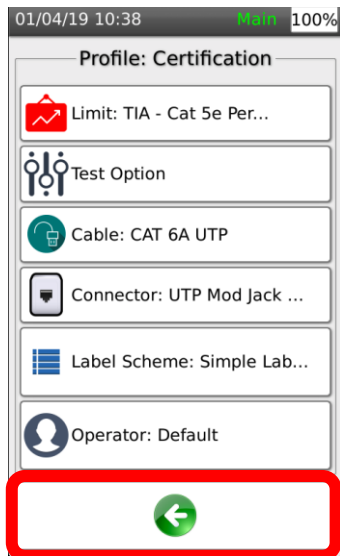 01/04/19 10:38 Main 100%
Profile: Certification
Limit: TIA - Cat 5e Per...
Test Option
Cable: CAT 6A UTP
Connector: UTP Mod Jack ...
Label Scheme: Simple Lab...
Operator: Default